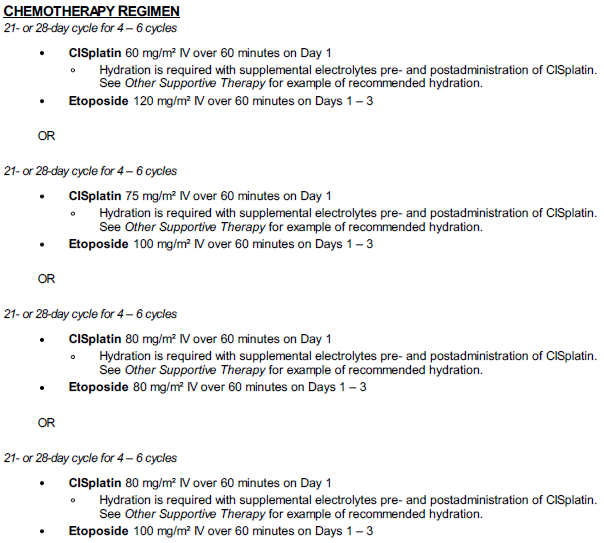 CHEMOTHERAPY REGIMEN
21- or 28-day cycle for 4 – 6 cycles
• CISplatin 60 mg/m² IV over 60 minutes on Day 1
o Hydration is required with supplemental electrolytes pre- and postadministration of CISplatin.
See Other Supportive Therapy for example of recommended hydration.
• Etoposide 120 mg/m² IV over 60 minutes on Days 1 – 3
OR
21- or 28-day cycle for 4 – 6 cycles
• CISplatin 75 mg/m² IV over 60 minutes on Day 1
o Hydration is required with supplemental electrolytes pre- and postadministration of CISplatin.
See Other Supportive Therapy for example of recommended hydration.
• Etoposide 100 mg/m² IV over 60 minutes on Days 1 – 3
OR
21- or 28-day cycle for 4 – 6 cycles
• CISplatin 80 mg/m² IV over 60 minutes on Day 1
o Hydration is required with supplemental electrolytes pre- and postadministration of CISplatin.
See Other Supportive Therapy for example of recommended hydration.
• Etoposide 80 mg/m² IV over 60 minutes on Days 1 – 3
OR
21- or 28-day cycle for 4 – 6 cycles
• CISplatin 80 mg/m² IV over 60 minutes on Day 1
o Hydration is required with supplemental electrolytes pre- and postadministration of CISplatin.
See Other Supportive Therapy for example of recommended hydration.
• Etoposide 100 mg/m² IV over 60 minutes on Days 1 – 3